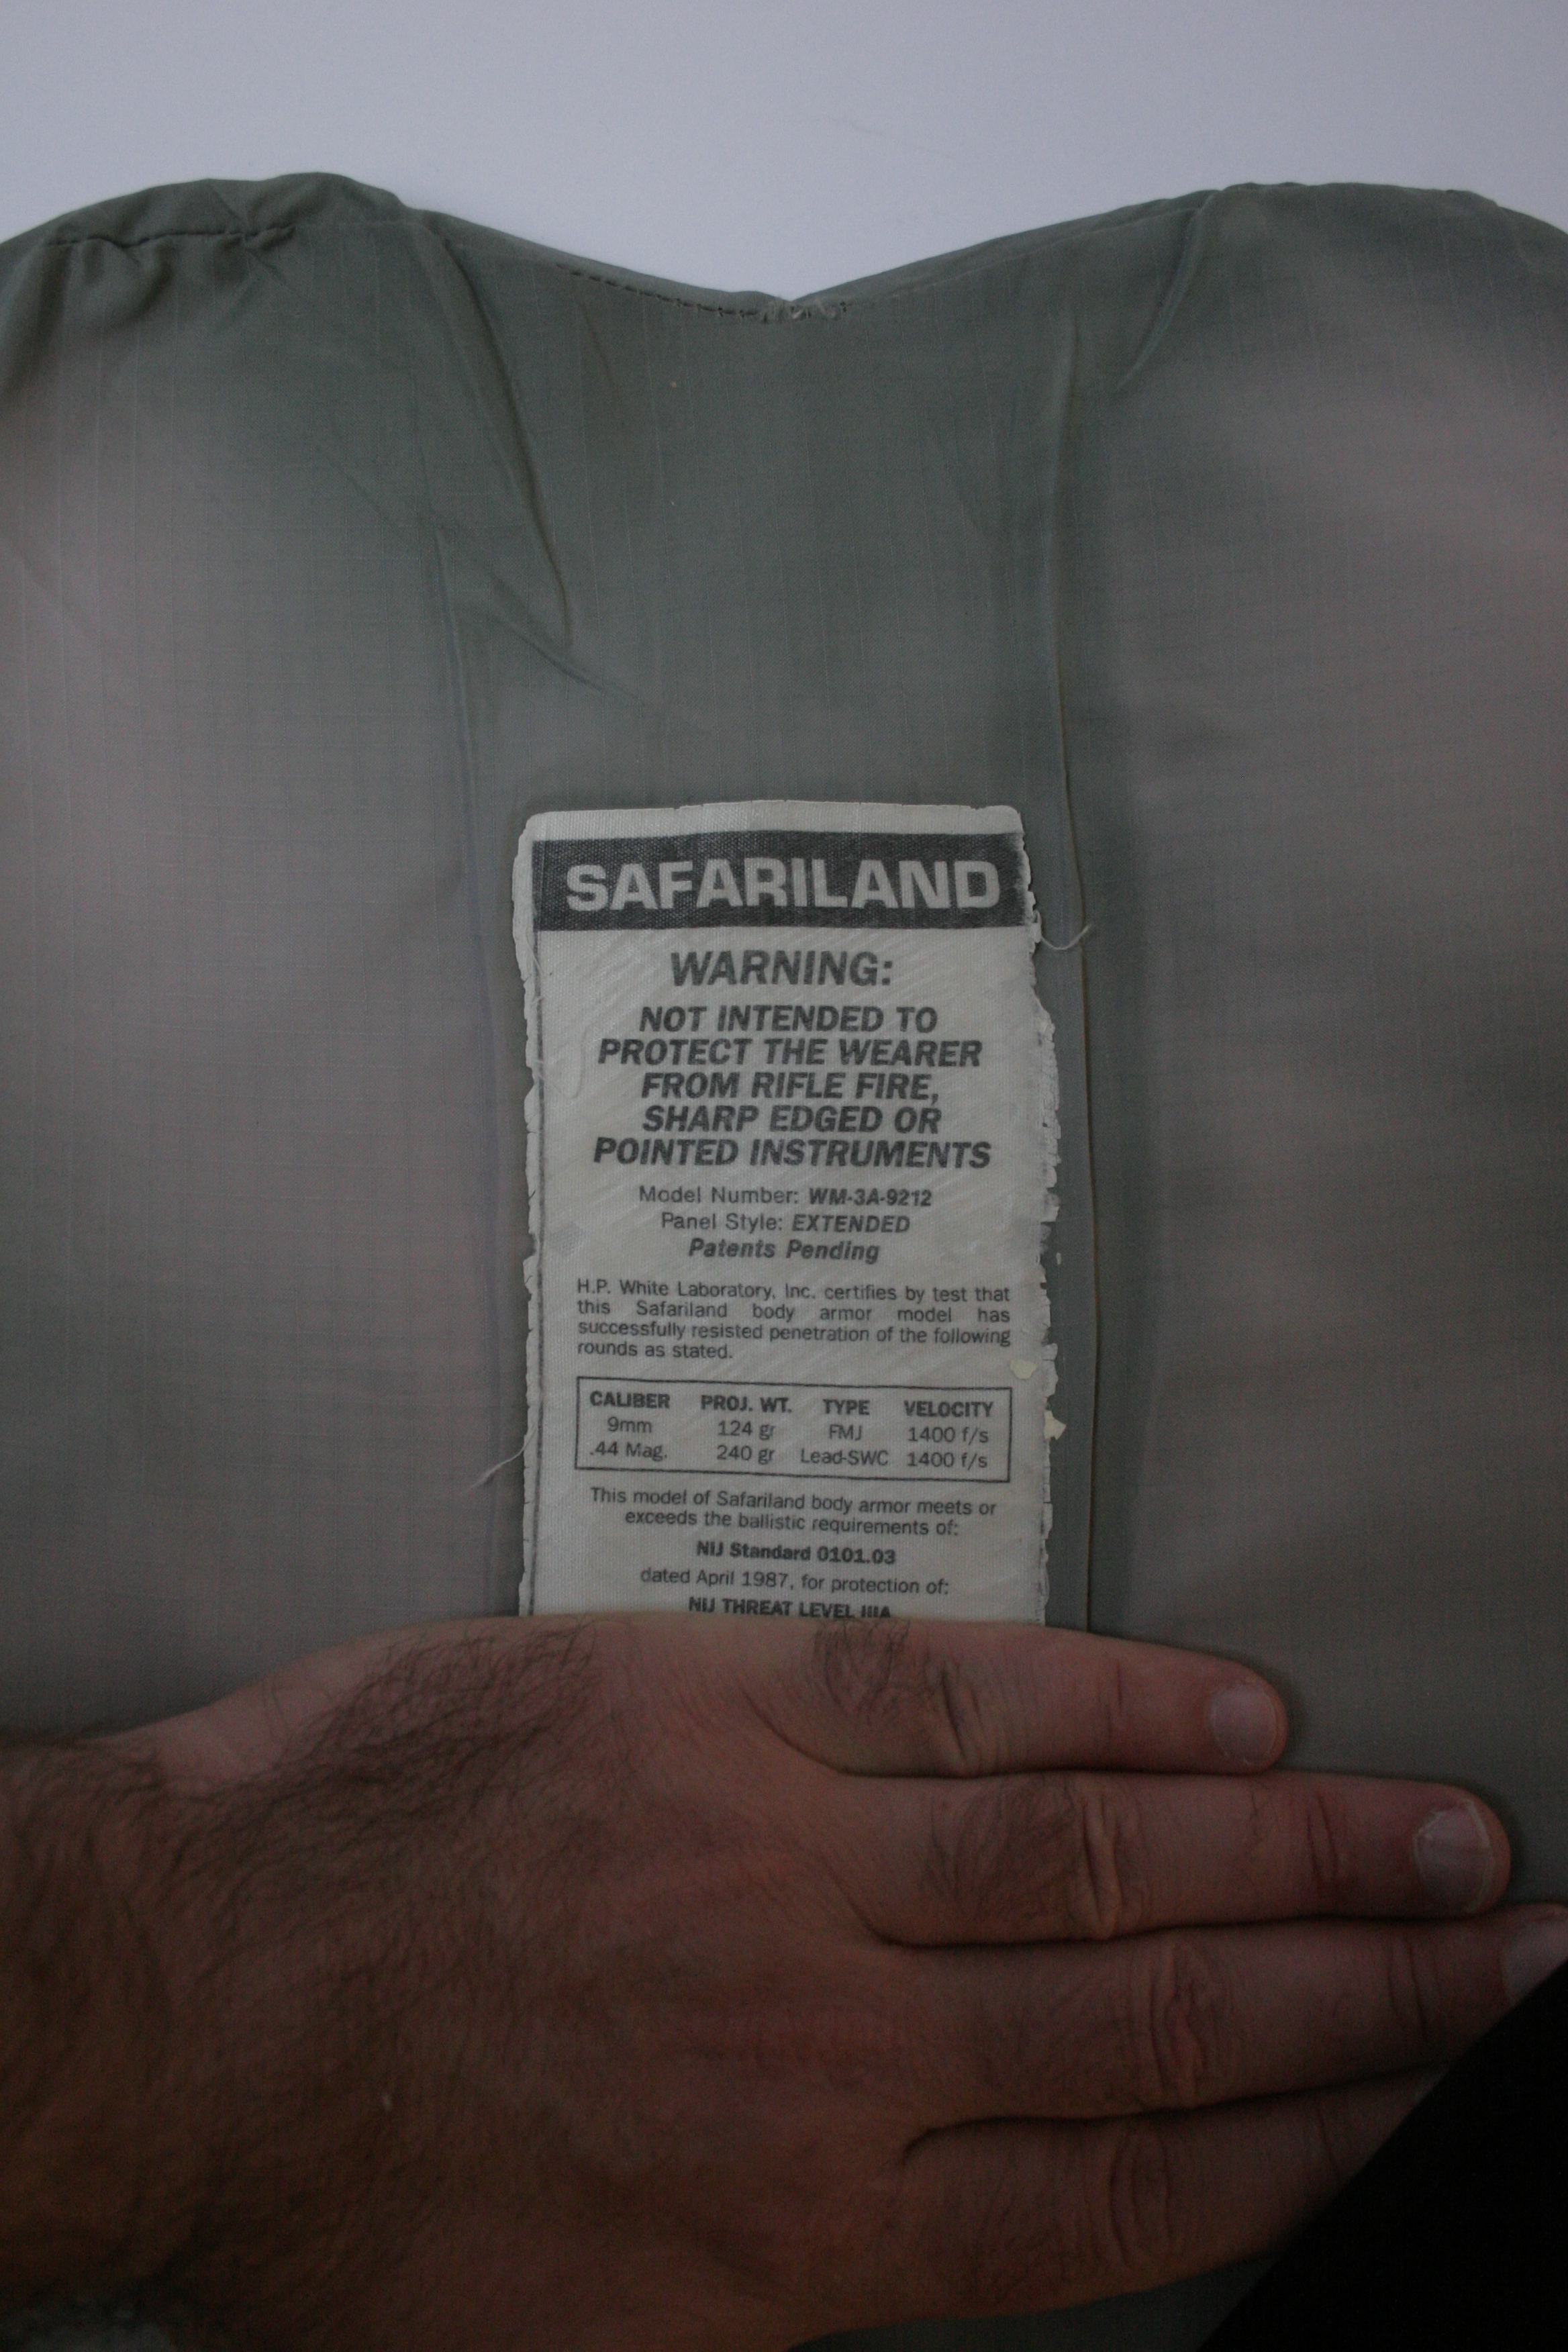 SAFARILAND
WARNING:
NOT INTENDED TO
PROTECT THE WEARER
FROM RIFLE FIRE,
SHARP EDGED OR
POINTED INSTRUMENTS
Model Number: WM-3A-9212
Panel Style: EXTENDED
Patents Pending
H.P. White Laboratory, Inc. certifies by test that
this Safariland body armor model has
successfully resisted penetration of the following
rounds as stated.
CALIBER PROJ. WT. TYPE VELOCITY
9mm 124 gr FMJ 1400 f/s
.44 Mag. 240 gr Lead-SWC 1400 f/s
This model of Safariland body armor meets or
exceeds the ballistic requirements of:
NIJ Standard 0101.03
dated April 1987, for protection of:
NIJ THREAT LEVEL IIIA